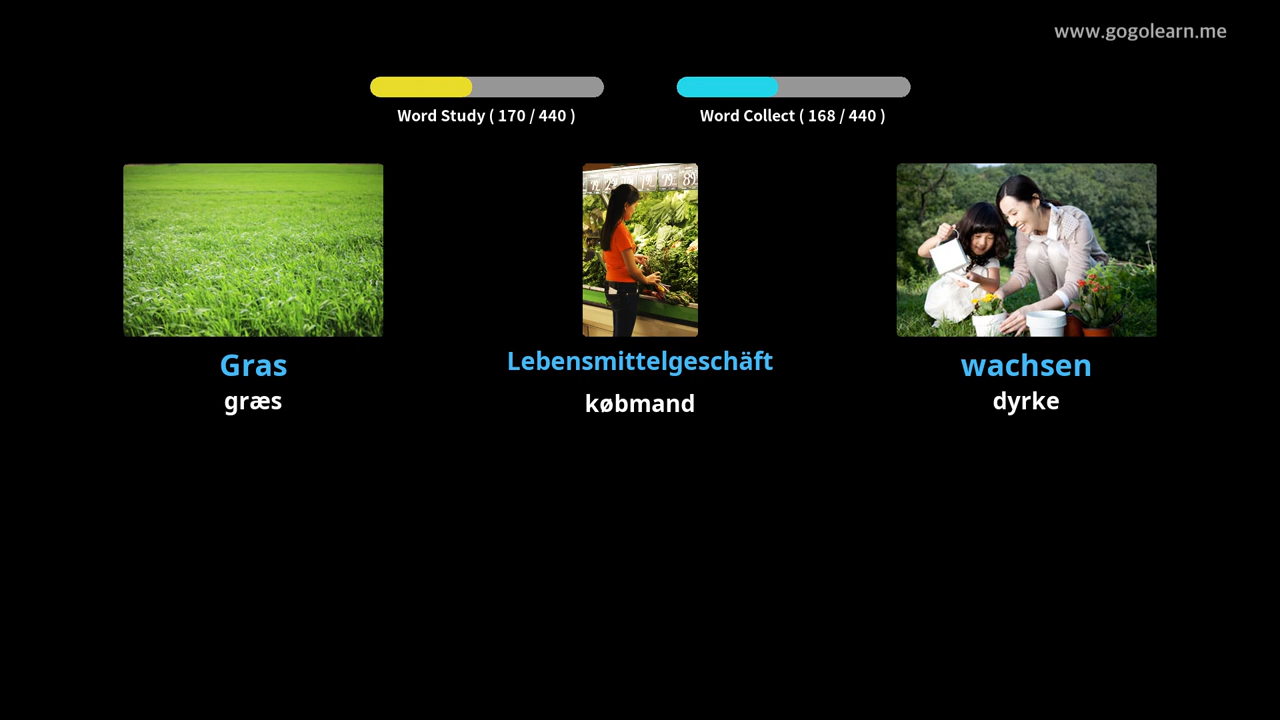 www.gogolearn.me
Word Study ( 170 / 440 )
Word Collect ( 168 / 440 )
Gras
græs
Lebensmittelgeschäft
købmand
wachsen
dyrke